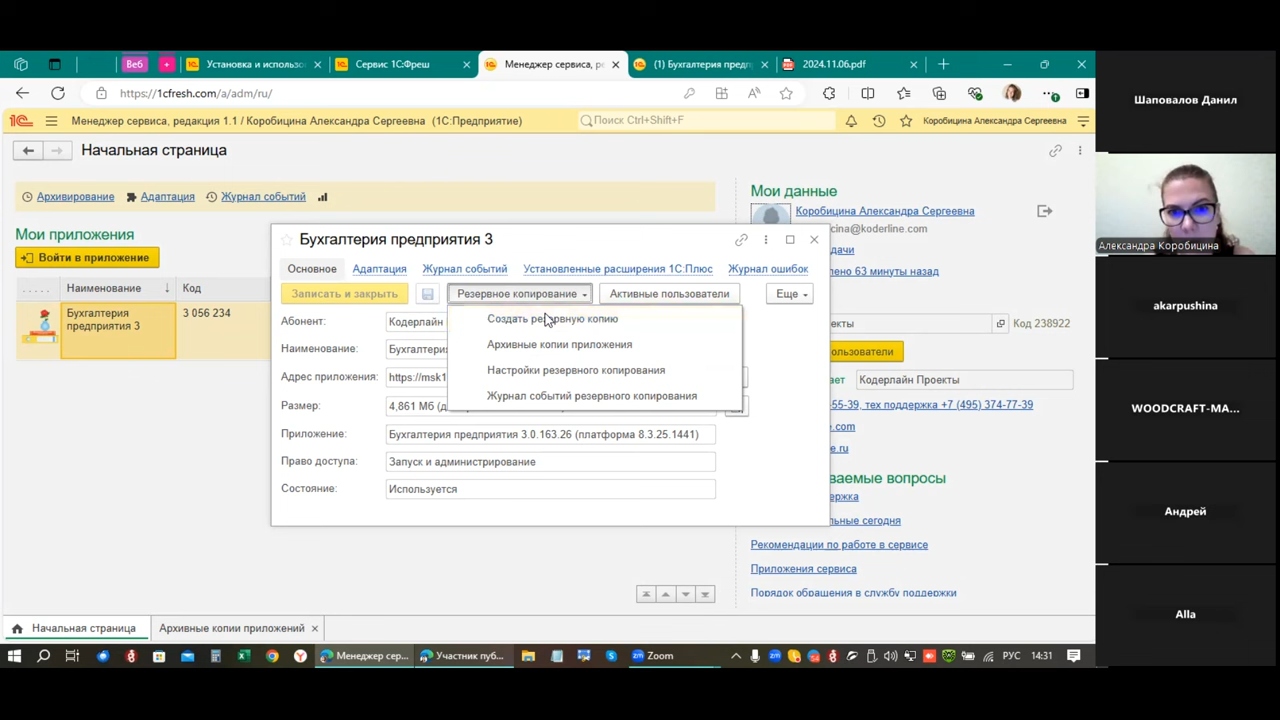 Веб
+
Установка и использо
Сервис 1С:Фреш
Менеджер сервиса, ре
(1) Бухгалтерия предп
2024.11.06.pdf
https://1cfresh.com/a/adm/ru/
Менеджер сервиса, редакция 1.1 / Коробицина Александра Сергеевна (1С:Предприятие)
Поиск Ctrl+Shift+F
Коробицина Александра Сергеевна
Начальная страница
Архивирование
Адаптация
Журнал событий
Мои приложения
Войти в приложение
.....
Наименование
Код
Бухгалтерия
предприятия 3
3 056 234
Бухгалтерия предприятия 3
Основное
Адаптация
Журнал событий
Установленные расширения 1С:Плюс
Журнал ошибок
Записать и закрыть
Резервное копирование
Активные пользователи
Еще
Создать резервную копию
Архивные копии приложения
Настройки резервного копирования
Журнал событий резервного копирования
Абонент:
Кодерлайн
Наименование:
Бухгалтери
Адрес приложения:
https://msk1
Размер:
4,861 Мб (д
Приложение:
Бухгалтерия предприятия 3.0.163.26 (платформа 8.3.25.1441)
Право доступа:
Запуск и администрирование
Состояние:
Используется
Мои данные
Коробицина Александра Сергеевна
cina@koderline.com
дачи
лено 63 минуты назад
екты
Код 238922
ользователи
ает
Кодерлайн Проекты
-55-39, тех поддержка +7 (495) 374-77-39
e.com
e.ru
ваемые вопросы
ержка
льные сегодня
Рекомендации по работе в сервисе
Приложения сервиса
Порядок обращения в службу поддержки
Начальная страница
Архивные копии приложений
Менеджер сер...
Участник пуб...
Zoom
РУС
14:31
Шаповалов Данил
Александра Коробицина
akarpushina
WOODCRAFT-MA...
Андрей
Alla